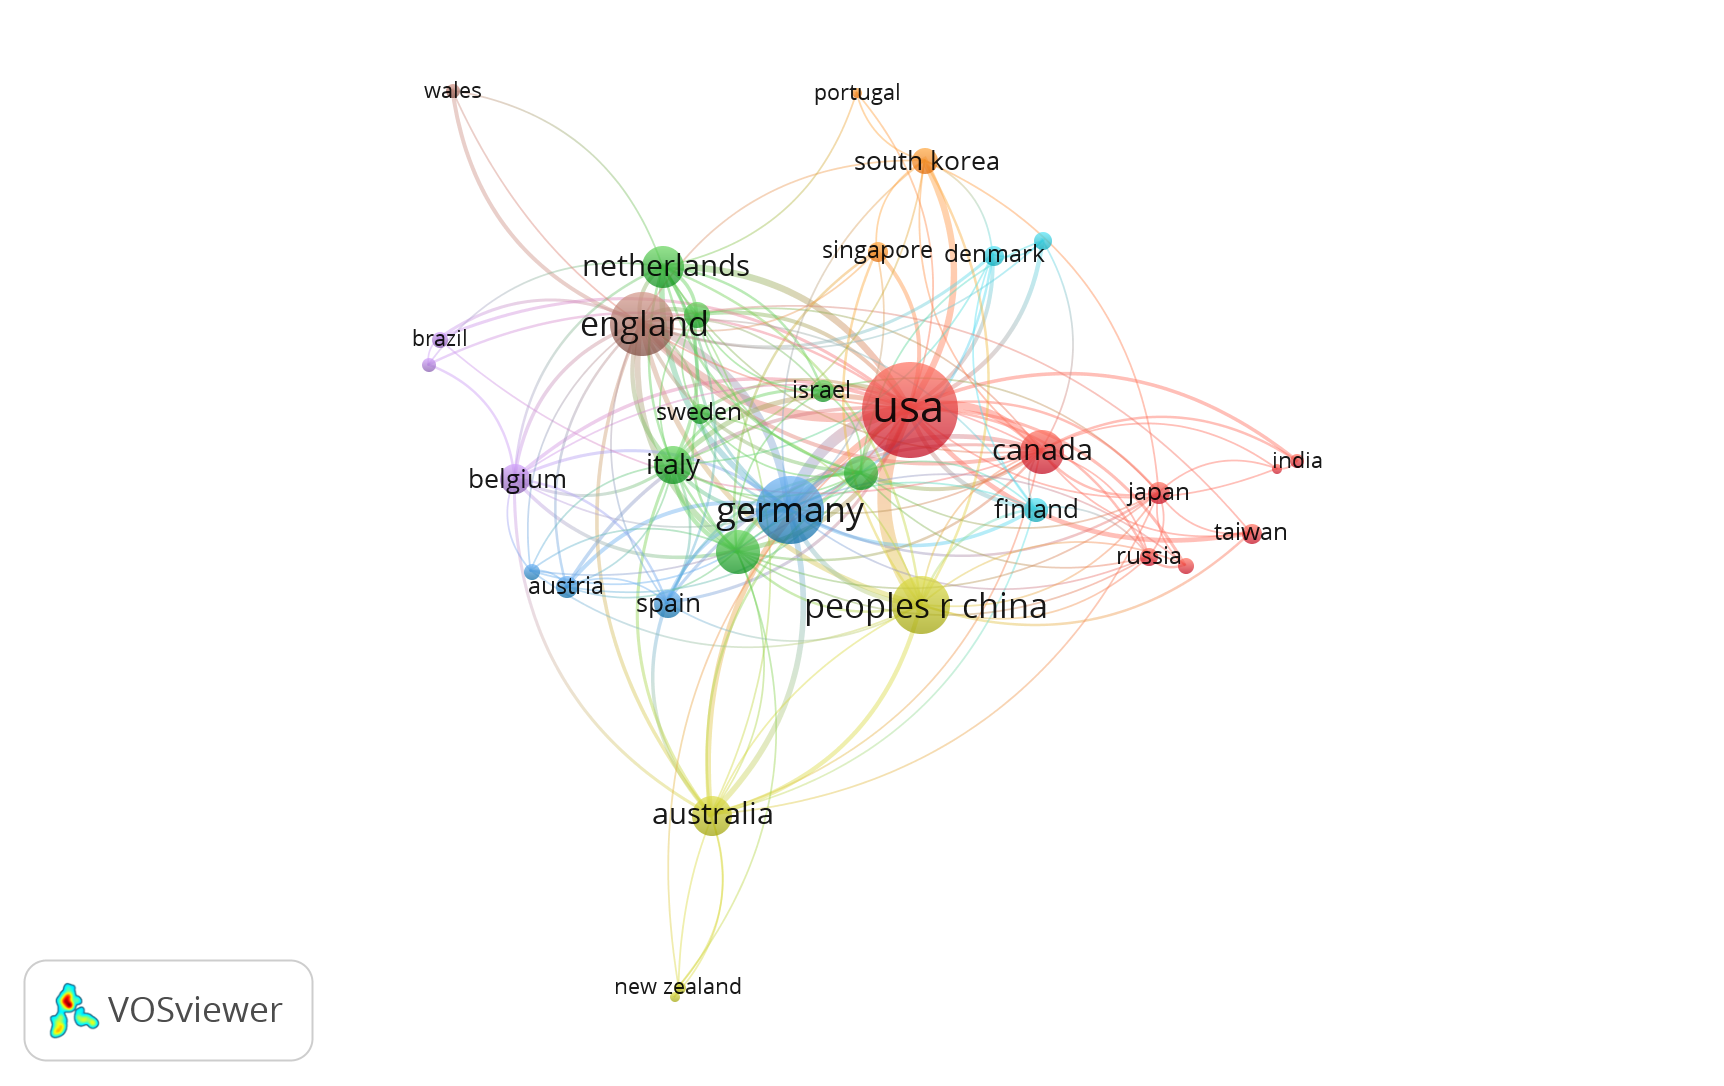 wales
portugal
south korea
singapore
denmark
netherlands
england
brazil
israel
usa
sweden
canada
italy
india
belgium
japan
germany
finland
taiwan
russia
austria
spain
peoples r china
australia
new zealand
VOSviewer